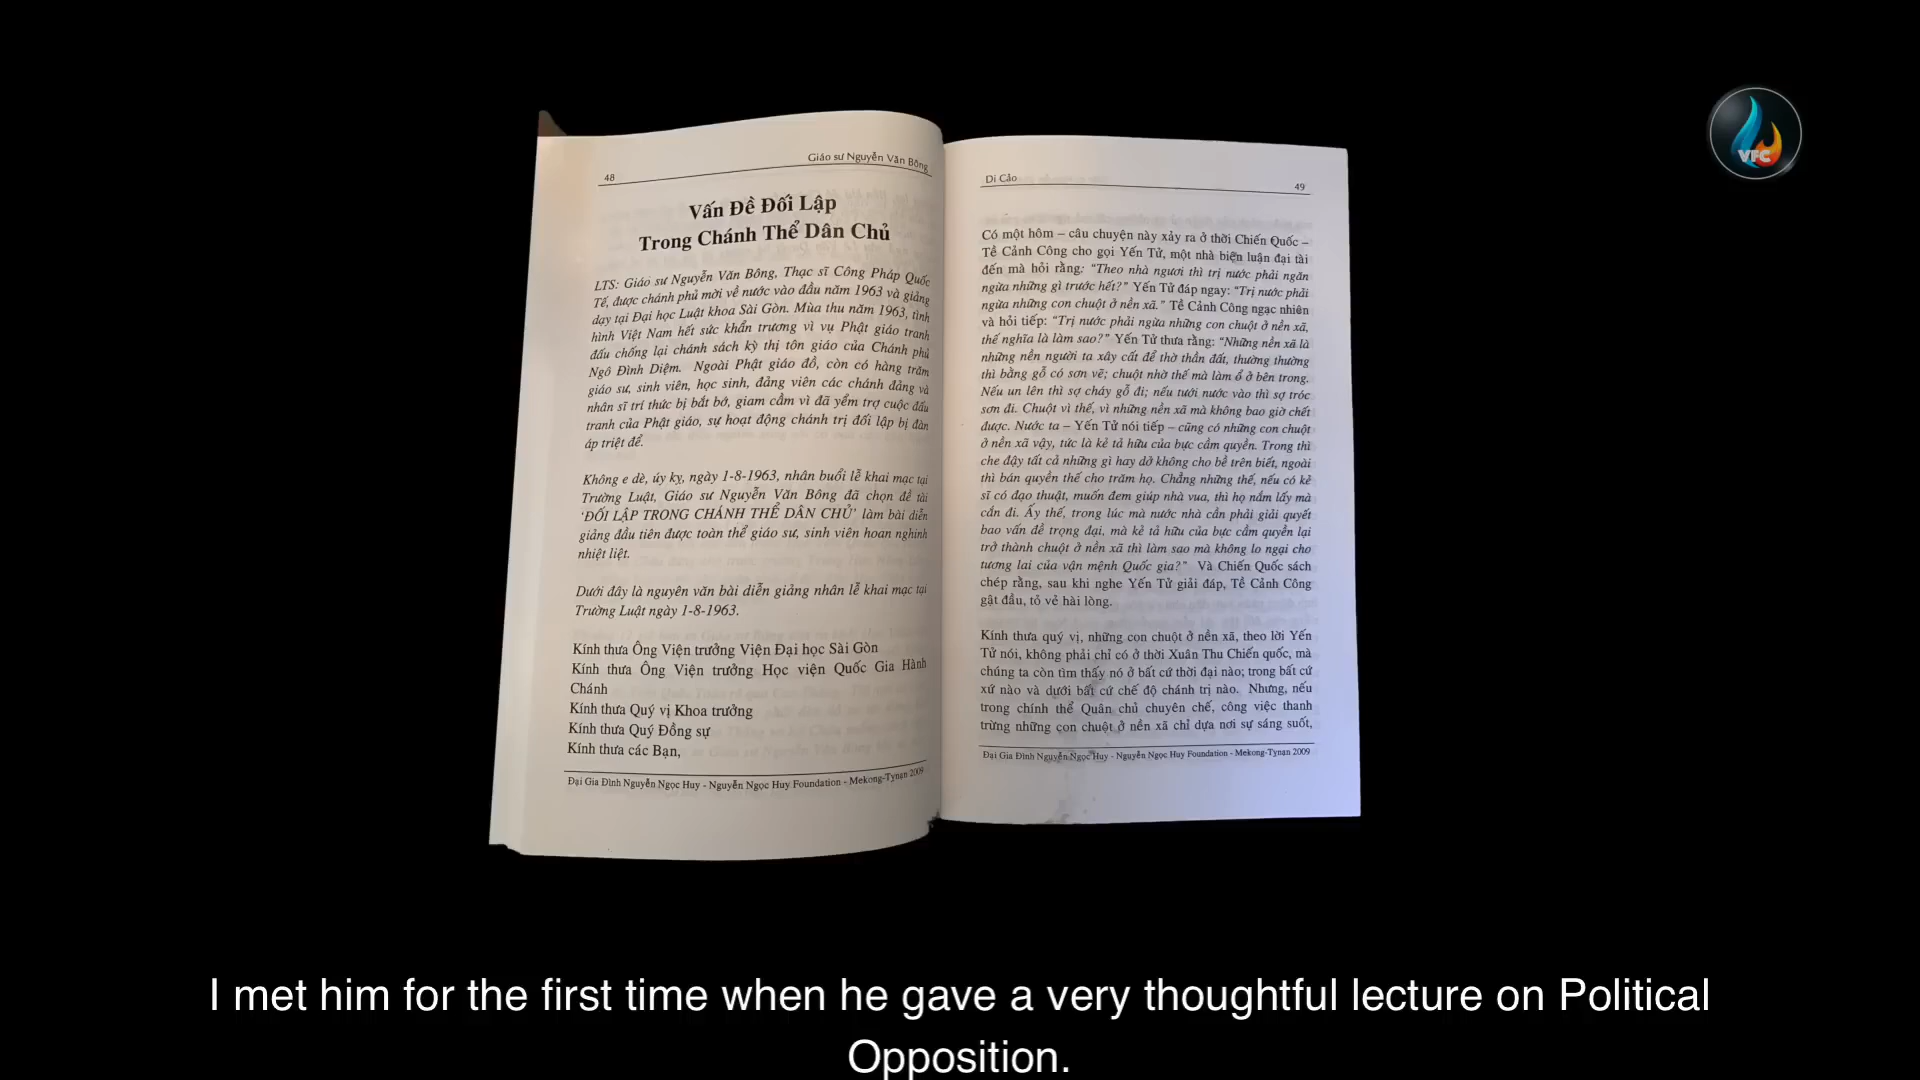 Giáo sư Nguyễn Văn Bông
48
Vấn Đề Đối Lập
Trong Chánh Thể Dân Chủ
LTS: Giáo sư Nguyễn Văn Bông, Thạc sĩ Công Pháp Quốc
Tế, được chánh phủ mời về nước vào đầu năm 1963 và giảng
dạy tại Đại học Luật khoa Sài Gòn. Mùa thu năm 1963, tình
hình Việt Nam hết sức khẩn trương vì vụ Phật giáo tranh
đấu chống lại chánh sách kỳ thị tôn giáo của Chánh phủ
Ngô Đình Diệm. Ngoài Phật giáo đồ, còn có hàng trăm
giáo sư, sinh viên, học sinh, đảng viên các chánh đảng và
nhân sĩ trí thức bị bắt bớ, giam cầm vì đã yểm trợ cuộc đấu
tranh của Phật giáo, sự hoạt động chánh trị đối lập bị đàn
áp triệt để.
Không e dè, úy kỵ, ngày 1-8-1963, nhân buổi lễ khai mạc tại
Trường Luật, Giáo sư Nguyễn Văn Bông đã chọn đề tài
‘ĐỐI LẬP TRONG CHÁNH THỂ DÂN CHỦ’ làm bài diễn
giảng đầu tiên được toàn thể giáo sư, sinh viên hoan nghinh
nhiệt liệt.
Dưới đây là nguyên văn bài diễn giảng nhân lễ khai mạc tại
Trường Luật ngày 1-8-1963.
Kính thưa Ông Viện trưởng Viện Đại học Sài Gòn
Kính thưa Ông Viện trưởng Học viện Quốc Gia Hành
Chánh
Kính thưa Quý vị Khoa trưởng
Kính thưa Quý Đồng sự
Kính thưa các Bạn,
Đại Gia Đình Nguyễn Ngọc Huy - Nguyễn Ngọc Huy Foundation - Mekong-Tynan 2009
Di Cảo
49
Có một hôm – câu chuyện này xảy ra ở thời Chiến Quốc –
Tề Cảnh Công cho gọi Yến Tử, một nhà biện luận đại tài
đến mà hỏi rằng: “Theo nhà ngươi thì trị nước phải ngăn
ngừa những gì trước hết?” Yến Tử đáp ngay: “Trị nước phải
ngừa những con chuột ở nền xã.” Tề Cảnh Công ngạc nhiên
và hỏi tiếp: “Trị nước phải ngừa những con chuột ở nền xã,
thế nghĩa là làm sao?” Yến Tử thưa rằng: “Những nền xã là
những nền người ta xây cất để thờ thần đất, thường thường
thì bằng gỗ có sơn vẽ; chuột nhờ thế mà làm ổ ở bên trong.
Nếu un lên thì sợ cháy gỗ đi; nếu tưới nước vào thì sợ tróc
sơn đi. Chuột vì thế, vì những nền xã mà không bao giờ chết
được. Nước ta – Yến Tử nói tiếp – cũng có những con chuột
ở nền xã vậy, tức là kẻ tả hữu của bực cầm quyền. Trong thì
che đậy tất cả những gì hay dở không cho bề trên biết, ngoài
thì bán quyền thế cho trăm họ. Chẳng những thế, nếu có kẻ
sĩ có đạo thuật, muốn đem giúp nhà vua, thì họ nắm lấy mà
cắn đi. Ấy thế, trong lúc mà nước nhà cần phải giải quyết
bao vấn đề trọng đại, mà kẻ tả hữu của bực cầm quyền lại
trở thành chuột ở nền xã thì làm sao mà không lo ngại cho
tương lai của vận mệnh Quốc gia?” Và Chiến Quốc sách
chép rằng, sau khi nghe Yến Tử giải đáp, Tề Cảnh Công
gật đầu, tỏ vẻ hài lòng.
Kính thưa quý vị, những con chuột ở nền xã, theo lời Yến
Tử nói, không phải chỉ có ở thời Xuân Thu Chiến quốc, mà
chúng ta còn tìm thấy nó ở bất cứ thời đại nào; trong bất cứ
xứ nào và dưới bất cứ chế độ chánh trị nào. Nhưng, nếu
trong chính thể Quân chủ chuyên chế, công việc thanh
trừng những con chuột ở nền xã chỉ dựa nơi sự sáng suốt,
Đại Gia Đình Nguyễn Ngọc Huy - Nguyễn Ngọc Huy Foundation - Mekong-Tynan 2009
VFC
I met him for the first time when he gave a very thoughtful lecture on Political
Opposition.